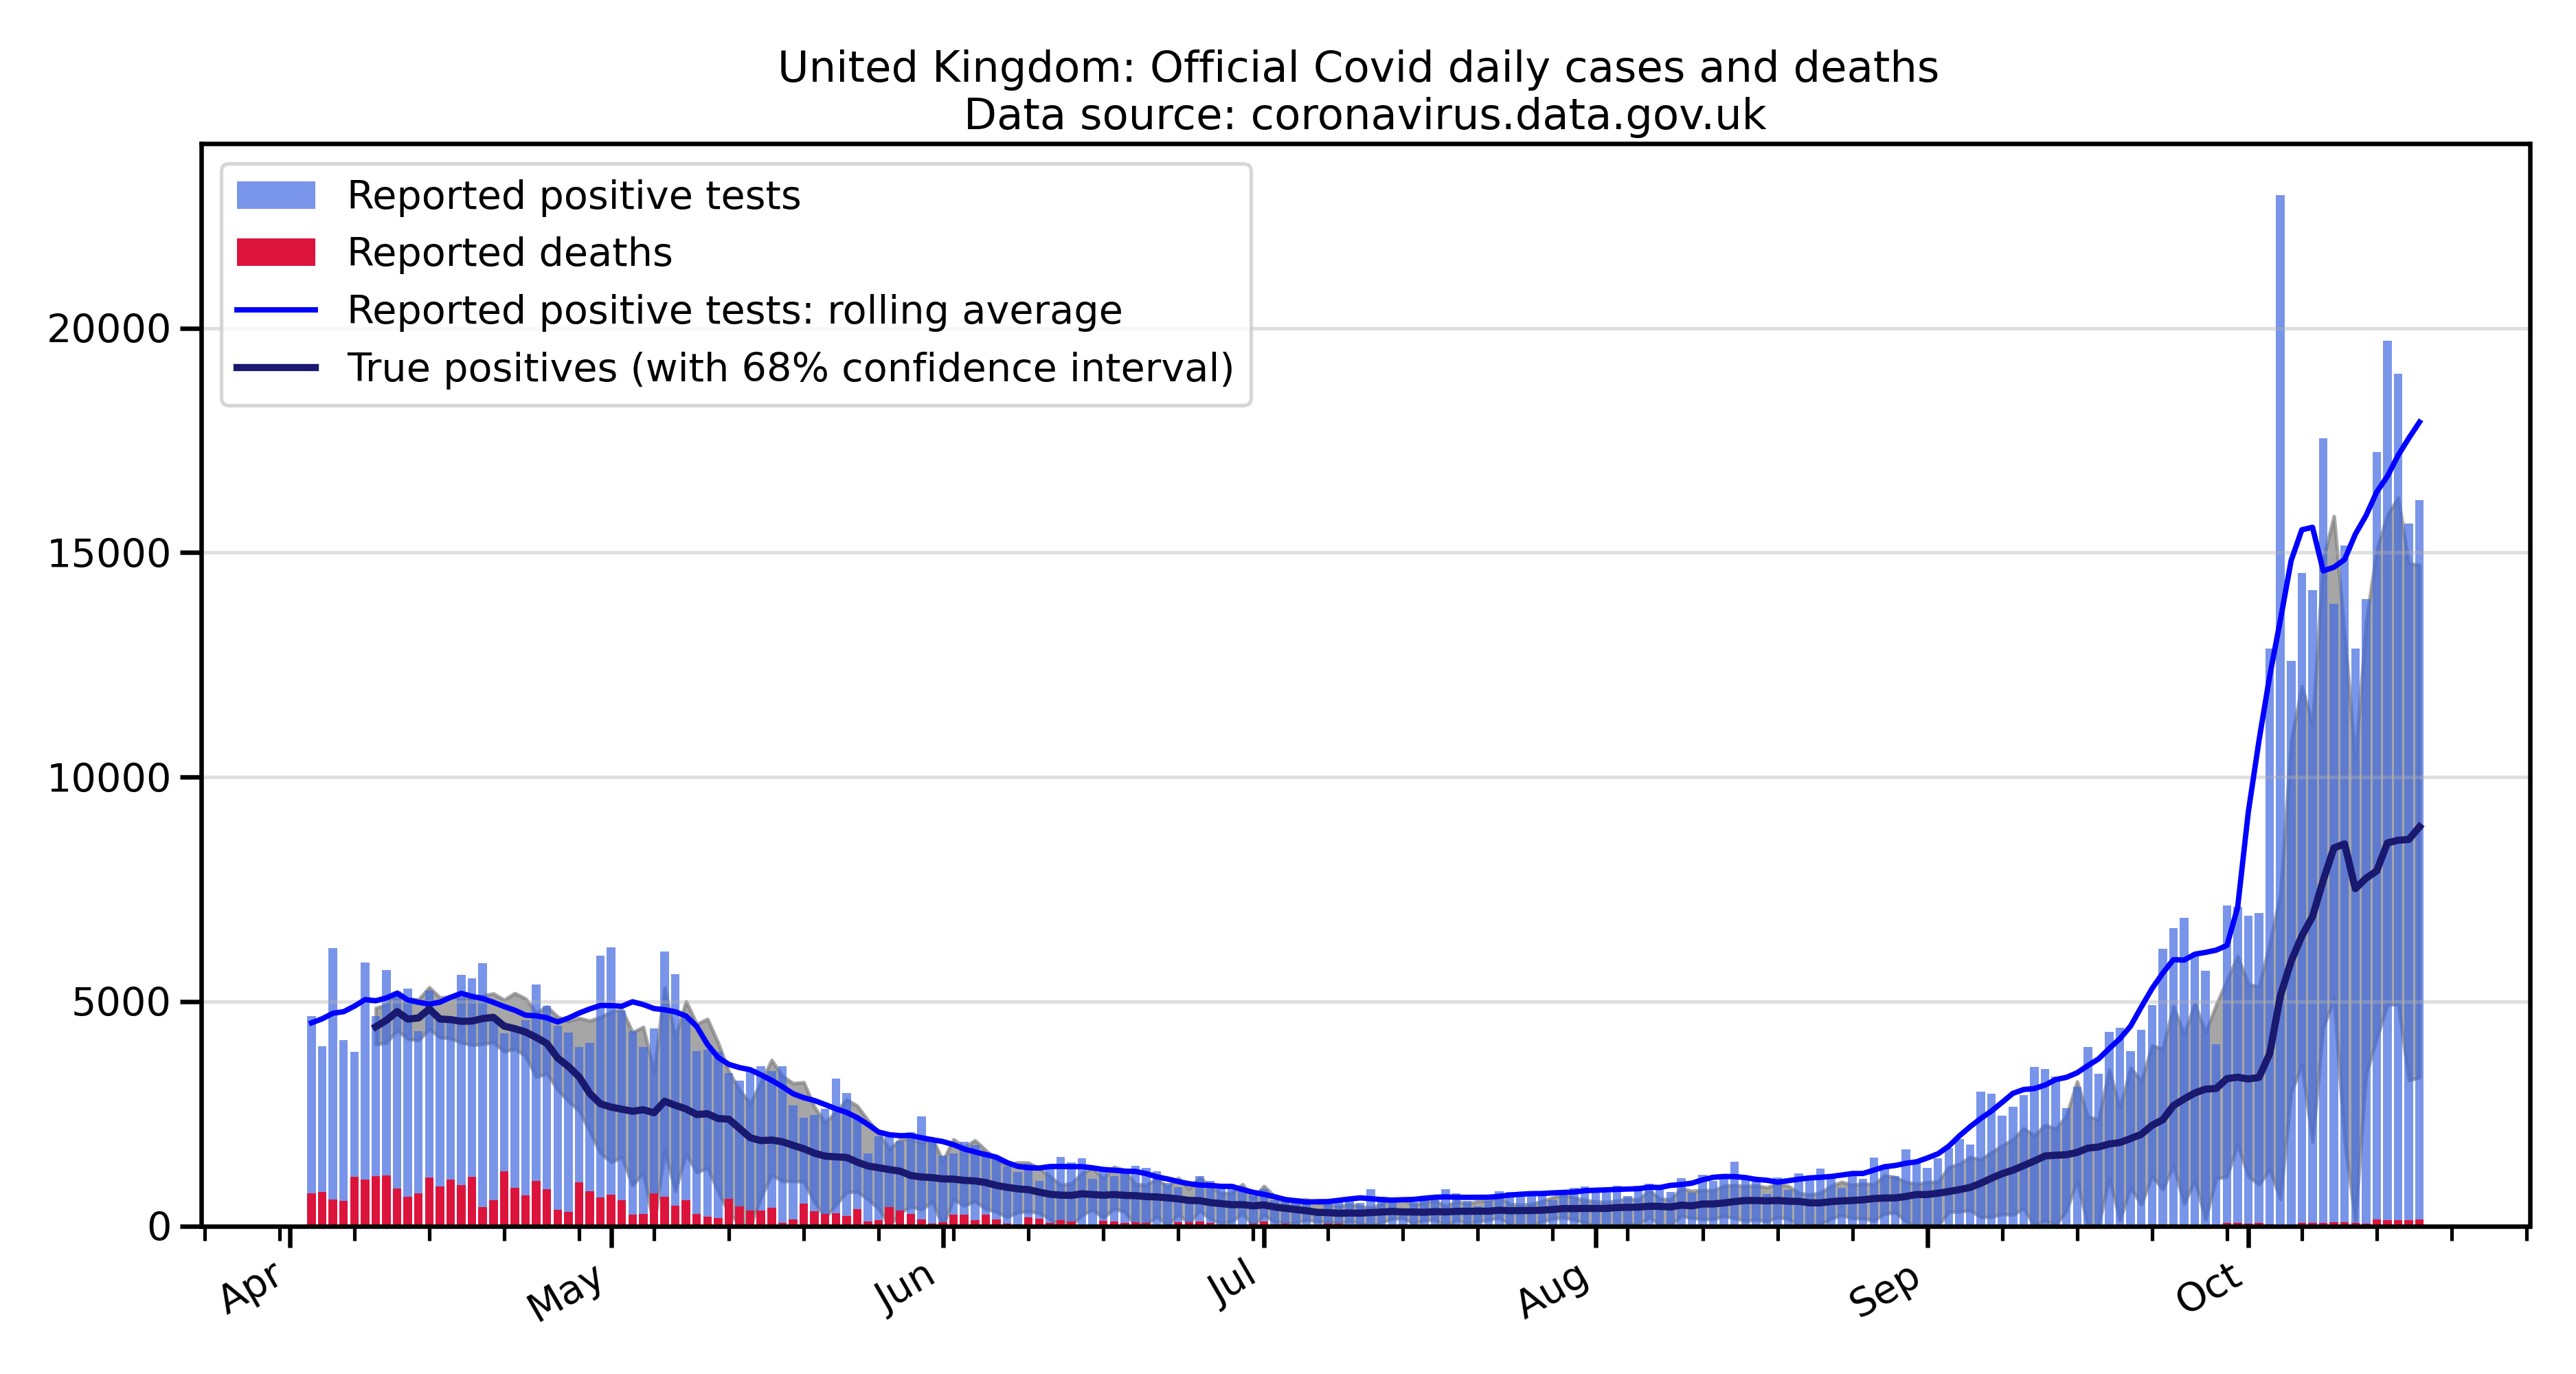 United Kingdom: Official Covid daily cases and deaths
Data source: coronavirus.data.gov.uk
Reported positive tests
Reported deaths
Reported positive tests: rolling average
True positives (with 68% confidence interval)
20000
15000
10000
5000
0
Apr
May
Jun
Jul
Aug
Sep
Oct